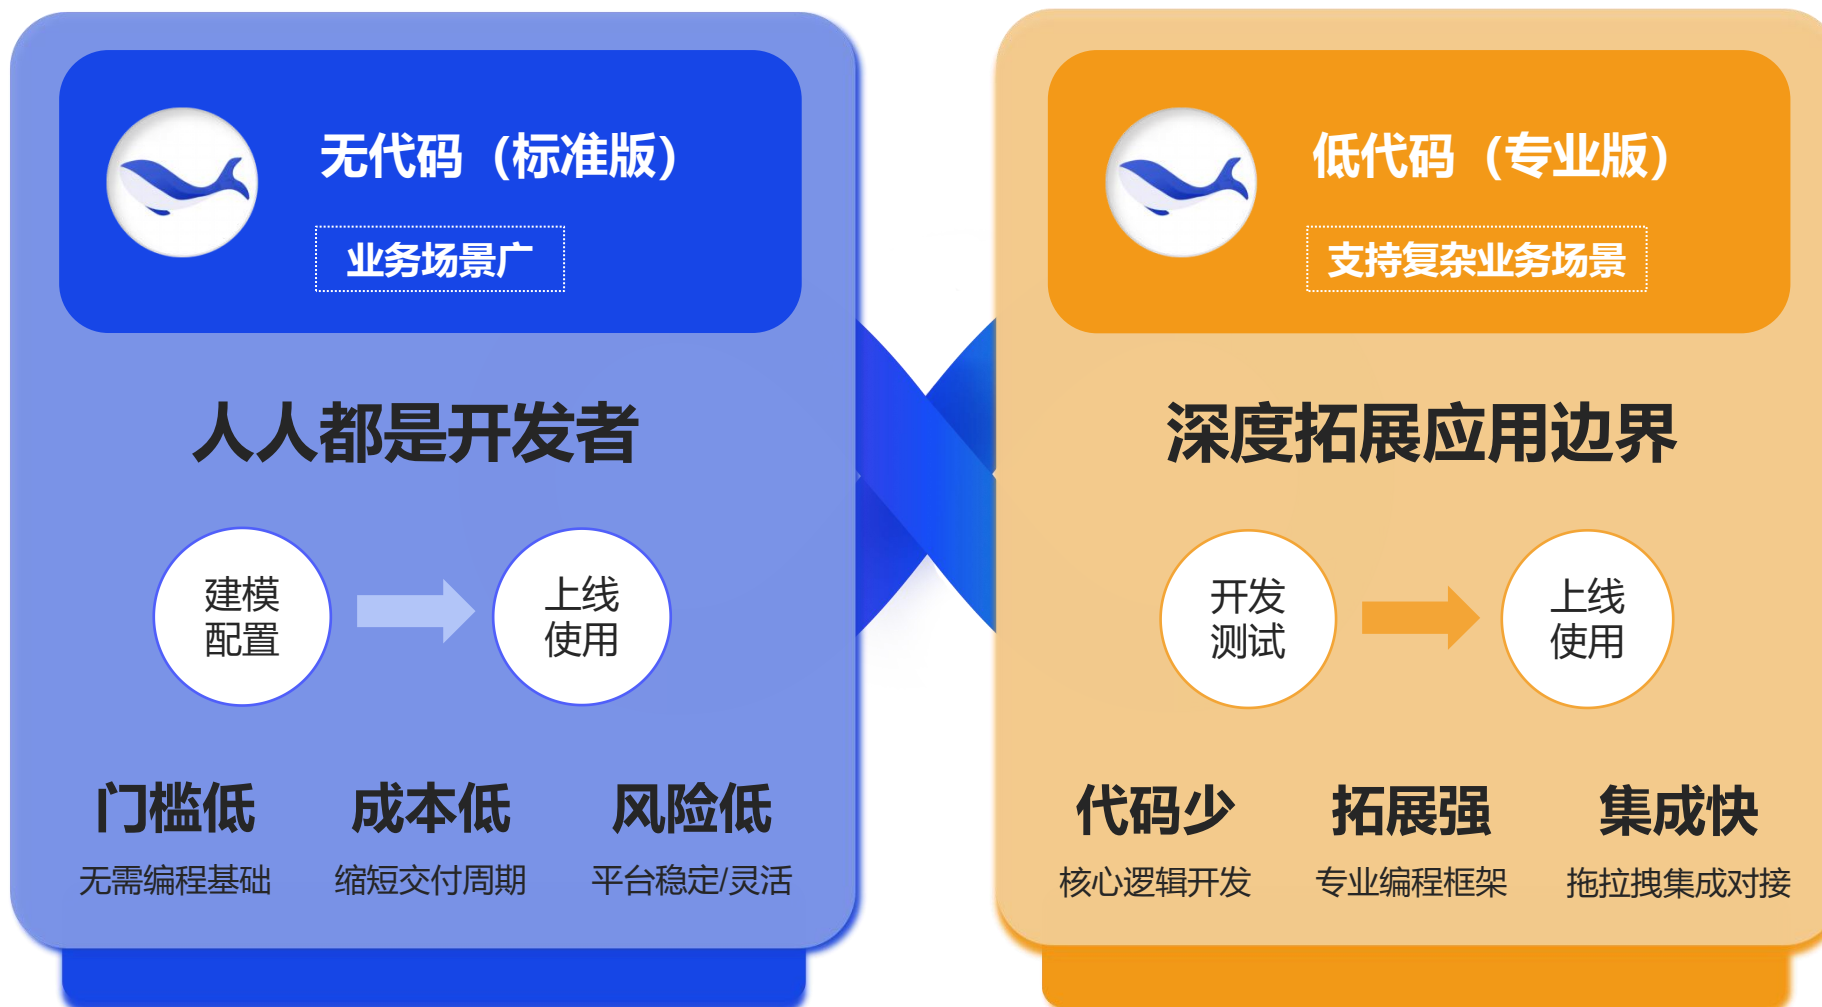 无代码（标准版）
业务场景广
人人都是开发者
建模
配置
上线
使用
门槛低
成本低
风险低
无需编程基础
缩短交付周期
平台稳定/灵活
低代码（专业版）
支持复杂业务场景
深度拓展应用边界
开发
测试
上线
使用
代码少
拓展强
集成快
核心逻辑开发
专业编程框架
拖拉拽集成对接